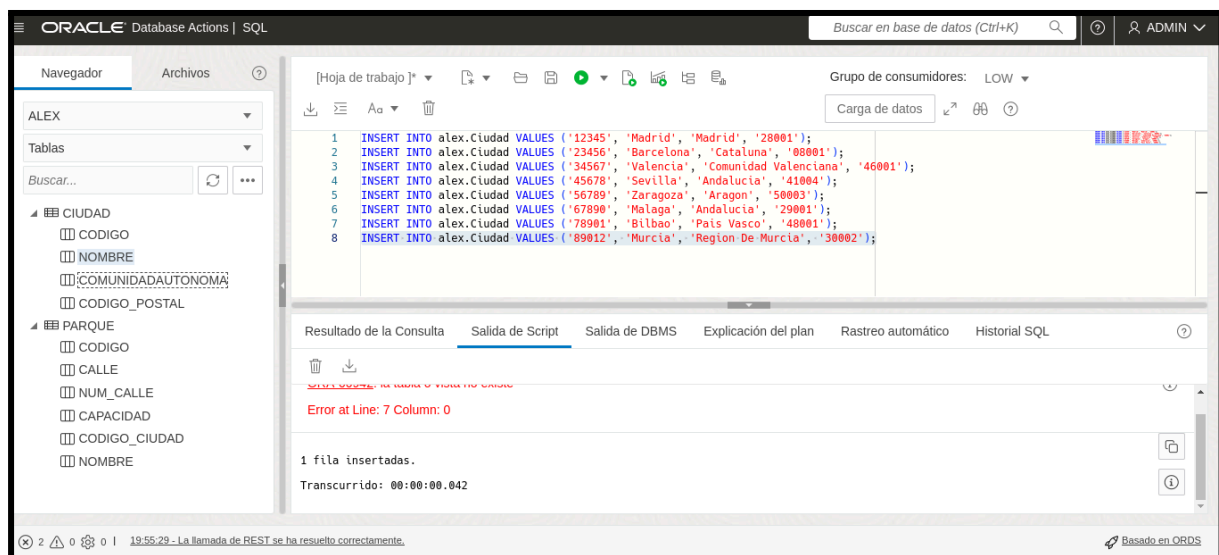 ORACLE Database Actions | SQL
Buscar en base de datos (Ctrl+K)
ADMIN
Navegador
Archivos
[Hoja de trabajo ]*
Grupo de consumidores:
LOW
ALEX
Aa
Carga de datos
Tablas
Buscar...
CIUDAD
CODIGO
NOMBRE
COMUNIDADAUTONOMA
CODIGO_POSTAL
PARQUE
CODIGO
CALLE
NUM_CALLE
CAPACIDAD
CODIGO_CIUDAD
NOMBRE
1 INSERT INTO alex.Ciudad VALUES ('12345', 'Madrid', 'Madrid', '28001');
2 INSERT INTO alex.Ciudad VALUES ('23456', 'Barcelona', 'Cataluna', '08001');
3 INSERT INTO alex.Ciudad VALUES ('34567', 'Valencia', 'Comunidad Valenciana', '46001');
4 INSERT INTO alex.Ciudad VALUES ('45678', 'Sevilla', 'Andalucia', '41004');
5 INSERT INTO alex.Ciudad VALUES ('56789', 'Zaragoza', 'Aragon', '50003');
6 INSERT INTO alex.Ciudad VALUES ('67890', 'Malaga', 'Andalucia', '29001');
7 INSERT INTO alex.Ciudad VALUES ('78901', 'Bilbao', 'Pais Vasco', '48001');
8 INSERT INTO alex.Ciudad VALUES ('89012', 'Murcia', 'Region De Murcia', '30002');
Resultado de la Consulta
Salida de Script
Salida de DBMS
Explicación del plan
Rastreo automático
Historial SQL
ORA-00942: la tabla o vista no existe
Error at Line: 7 Column: 0
1 fila insertadas.
Transcurrido: 00:00:00.042
2 0 0 | 19:55:29 - La llamada de REST se ha resuelto correctamente.
Basado en ORDS